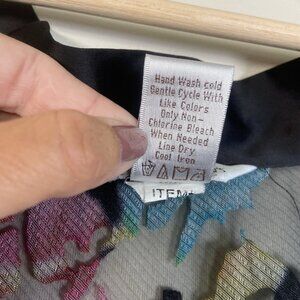 Hand Wash cold
Gentle Cycle With
Like Colors
Only Non-
Chlorine Bleach
When Needed
Line Dry
Cool Iron
ITEM